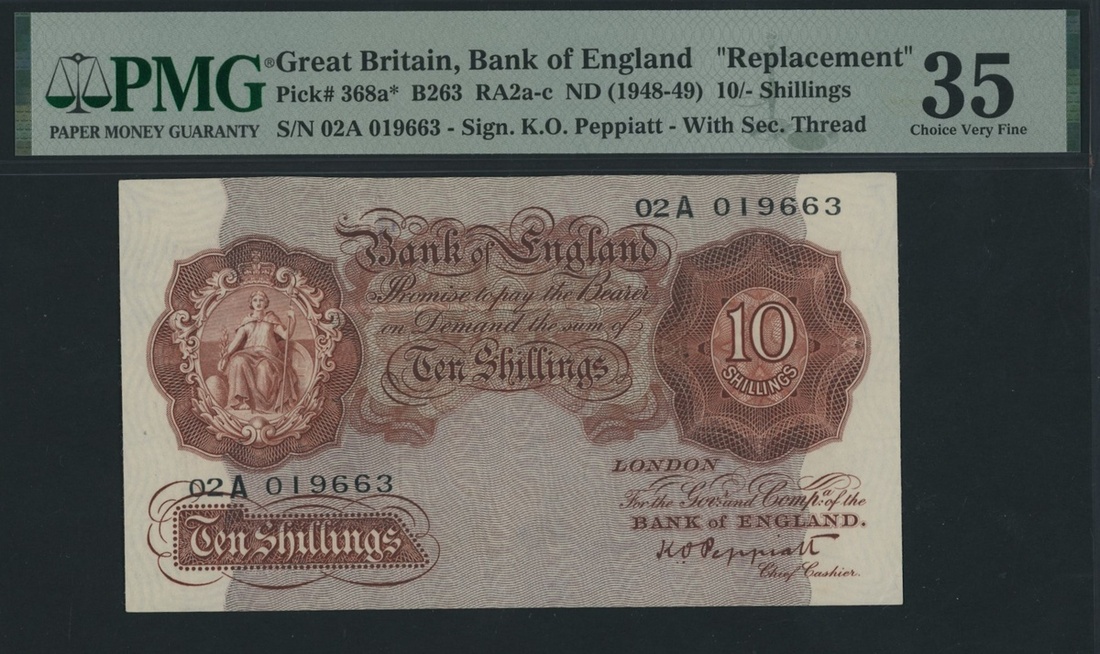 PMG®
PAPER MONEY GUARANTY
Great Britain, Bank of England "Replacement"
Pick# 368a* B263 RA2a-c ND (1948-49) 10/- Shillings
S/N 02A 019663 - Sign. K.O. Peppiatt - With Sec. Thread
35
Choice Very Fine
02A 019663
Bank of England
Promise to pay the Bearer
on Demand the sum of
Ten Shillings
10
SHILLINGS
02A 019663
Ten Shillings
LONDON
For the Gov.r and Comp.a of the
BANK of ENGLAND.
K O Peppiatt
Chief Cashier.